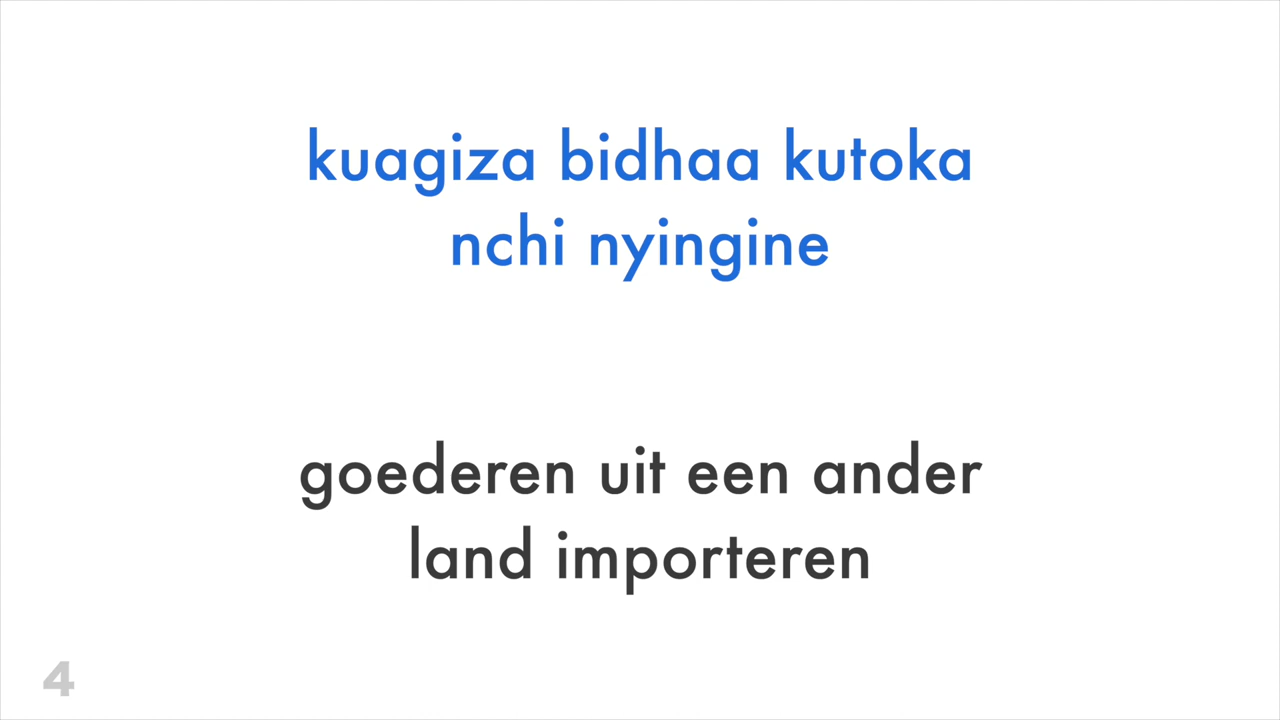 kuagiza bidhaa kutoka
nchi nyingine
goederen uit een ander
land importeren
4